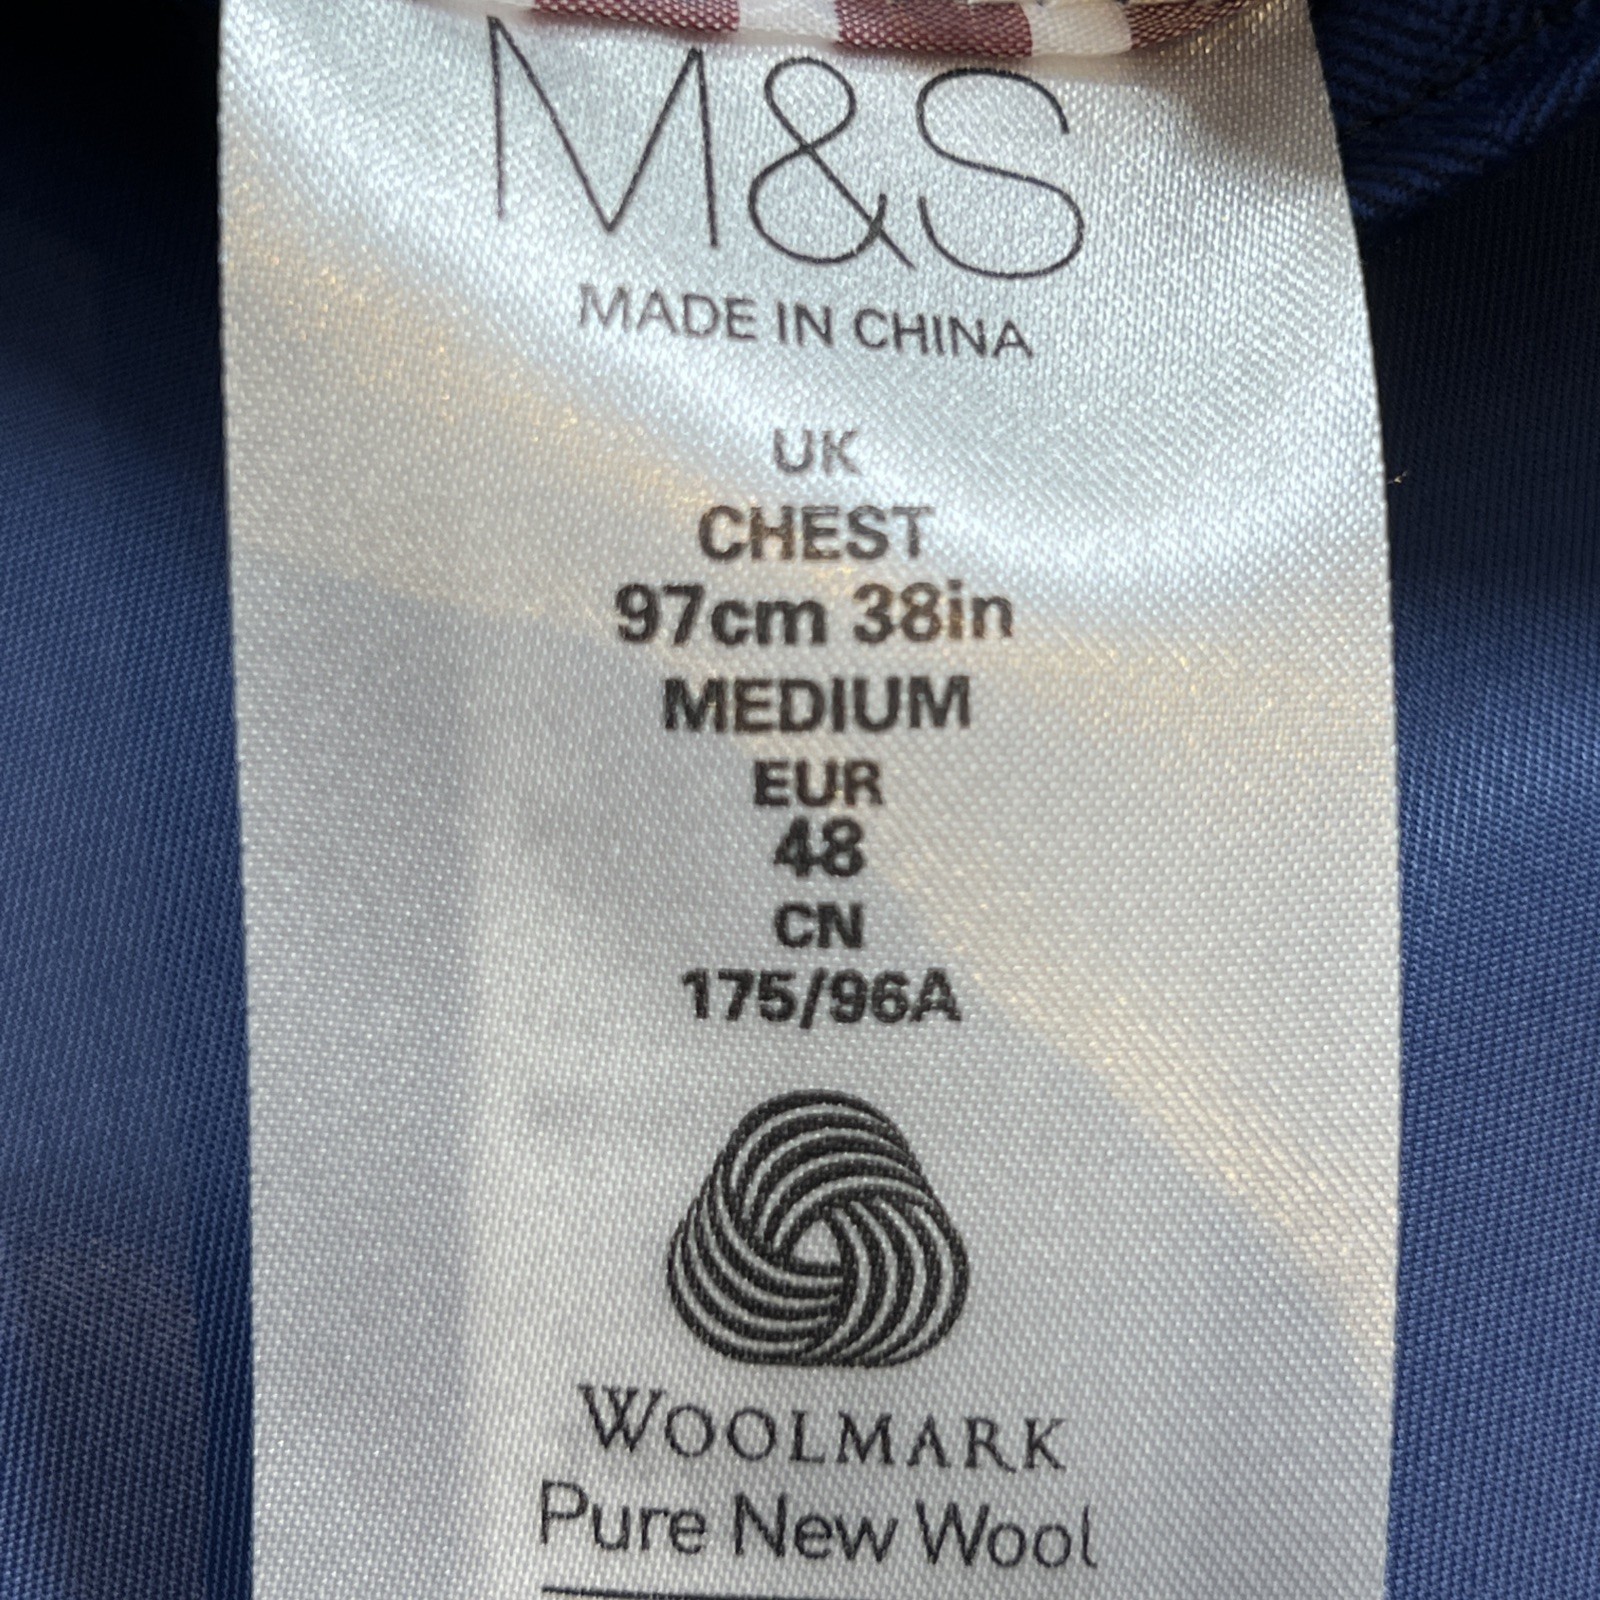 M&S
MADE IN CHINA
UK
CHEST
97cm 38in
MEDIUM
EUR
48
CN
175/96A
WOOLMARK
Pure New Wool